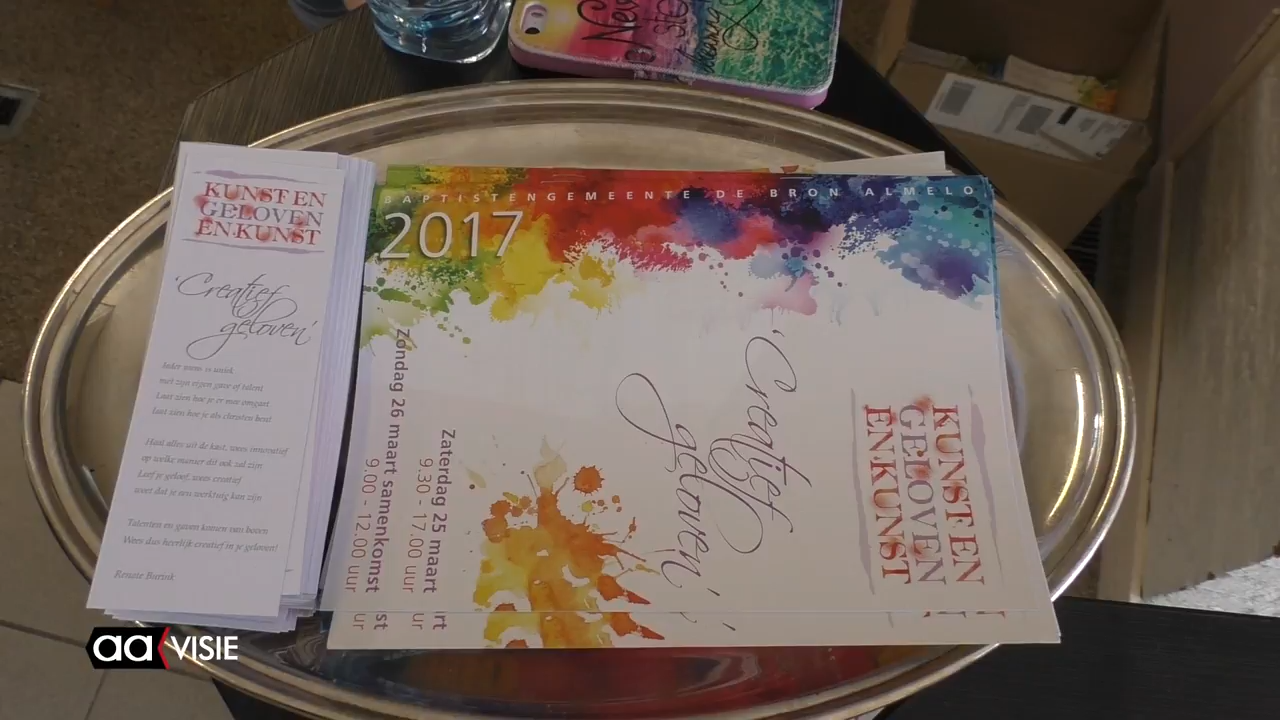 KUNST EN
GELOVEN
EN KUNST
'Creatief
geloven'
Ieder mens is uniek
met zijn eigen gave of talent
Laat zien hoe je er mee omgaat
laat zien hoe je als christen bent
Haal alles uit de kast, wees innovatief
op welke manier dit ook zal zijn
Leef je geloof, wees creatief
weet dat je een werktuig kan zijn
Talenten en gaven komen van boven
Wees dus heerlijk creatief in je geloven!
Renate
BAPTISTENGEMEENTE DE BRON ALMELO
2017
KUNST EN
GELOVEN
EN KUNST
'Creatief
geloven'
Zaterdag 25 maart
9.30 - 17.00 uur
Zondag 26 maart samenkomst
9.00 - 12.00 uur
rt
ur
st
ur
aa/VISIE